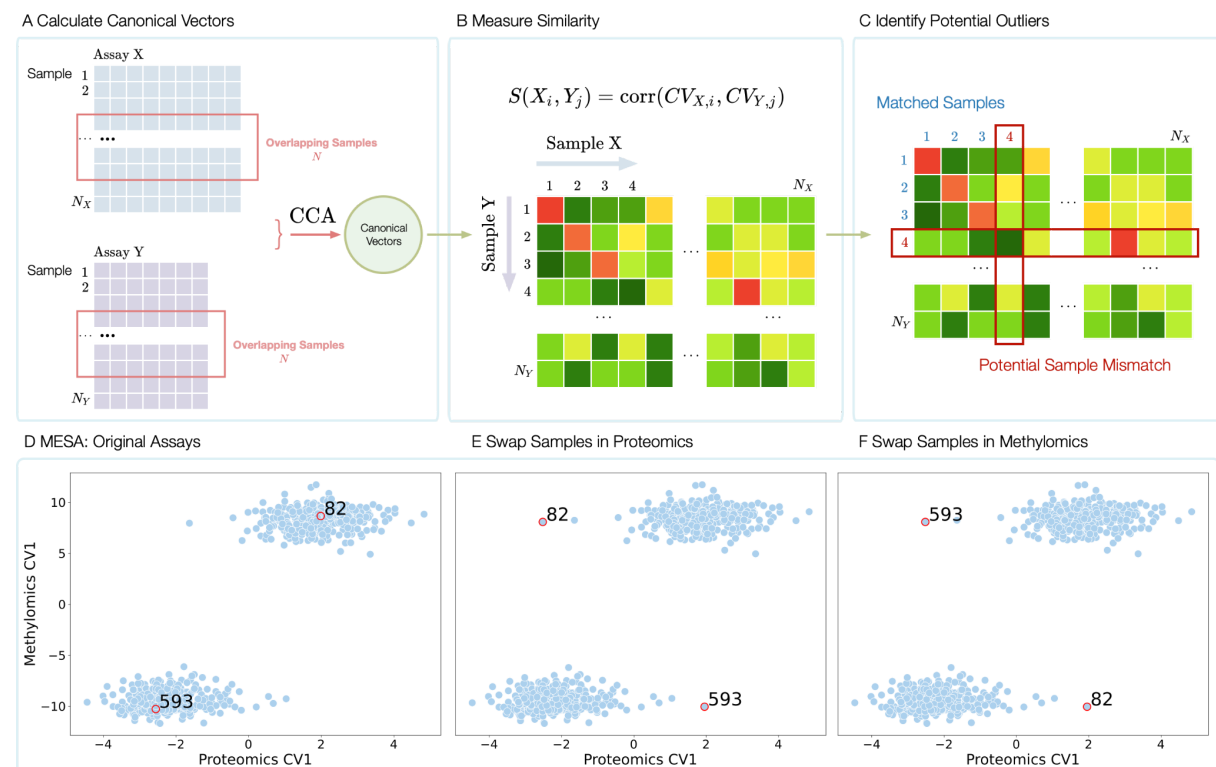 A Calculate Canonical Vectors
Assay X
Sample
1
2
... •••
Overlapping Samples
N
N_X
CCA
Canonical
Vectors
Assay Y
Sample
1
2
... •••
Overlapping Samples
N
N_Y
B Measure Similarity
S(X_i, Y_j) = corr(CV_{X,i}, CV_{Y,j})
Sample X
1 2 3 4 N_X
Sample Y
1
2
3
4
...
...
N_Y
...
C Identify Potential Outliers
Matched Samples
1 2 3 4 N_X
1
2
3
4
...
...
N_Y
...
Potential Sample Mismatch
D MESA: Original Assays
Methylomics CV1
10
5
0
−5
−10
82
593
−4 −2 0 2 4
Proteomics CV1
E Swap Samples in Proteomics
82
593
−4 −2 0 2 4
Proteomics CV1
F Swap Samples in Methylomics
593
82
−4 −2 0 2 4
Proteomics CV1